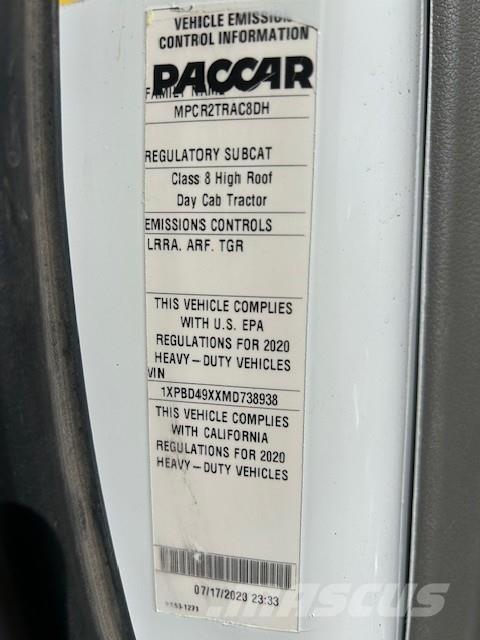 VEHICLE EMISSION
CONTROL INFORMATION
PACCAR
FAMILY NAME
MPCR2TRAC8DH
REGULATORY SUBCAT
Class 8 High Roof
Day Cab Tractor
EMISSIONS CONTROLS
LRRA. ARF. TGR
THIS VEHICLE COMPLIES
WITH U.S. EPA
REGULATIONS FOR 2020
HEAVY-DUTY VEHICLES
VIN
1XPBD49XXMD738938
THIS VEHICLE COMPLIES
WITH CALIFORNIA
REGULATIONS FOR 2020
HEAVY-DUTY VEHICLES
07/17/2020 23:33
MASCUS